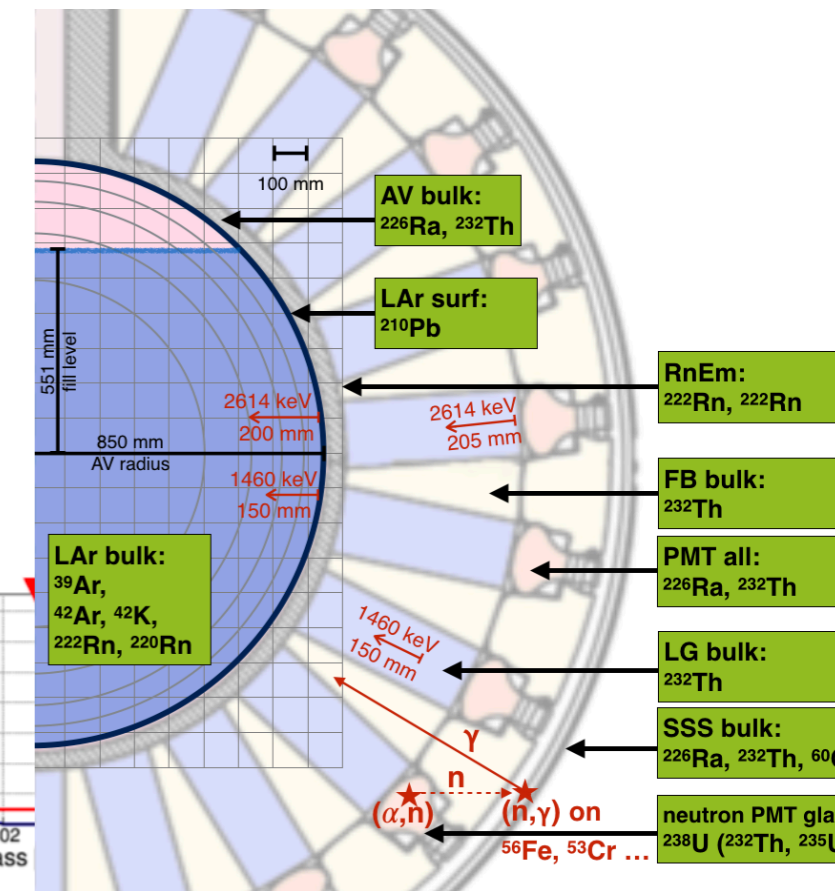 100 mm
AV bulk:
²²⁶Ra, ²³²Th
LAr surf:
²¹⁰Pb
551 mm
fill level
RnEm:
²²²Rn, ²²²Rn
2614 keV
200 mm
2614 keV
205 mm
850 mm
AV radius
1460 keV
150 mm
FB bulk:
²³²Th
LAr bulk:
³⁹Ar,
⁴²Ar, ⁴²K,
²²²Rn, ²²⁰Rn
PMT all:
²²⁶Ra, ²³²Th
1460 keV
150 mm
LG bulk:
²³²Th
SSS bulk:
²²⁶Ra, ²³²Th, ⁶⁰
γ
n
(α,n)
(n,γ) on
⁵⁶Fe, ⁵³Cr ...
neutron PMT gla
²³⁸U (²³²Th, ²³⁵U
02
ass